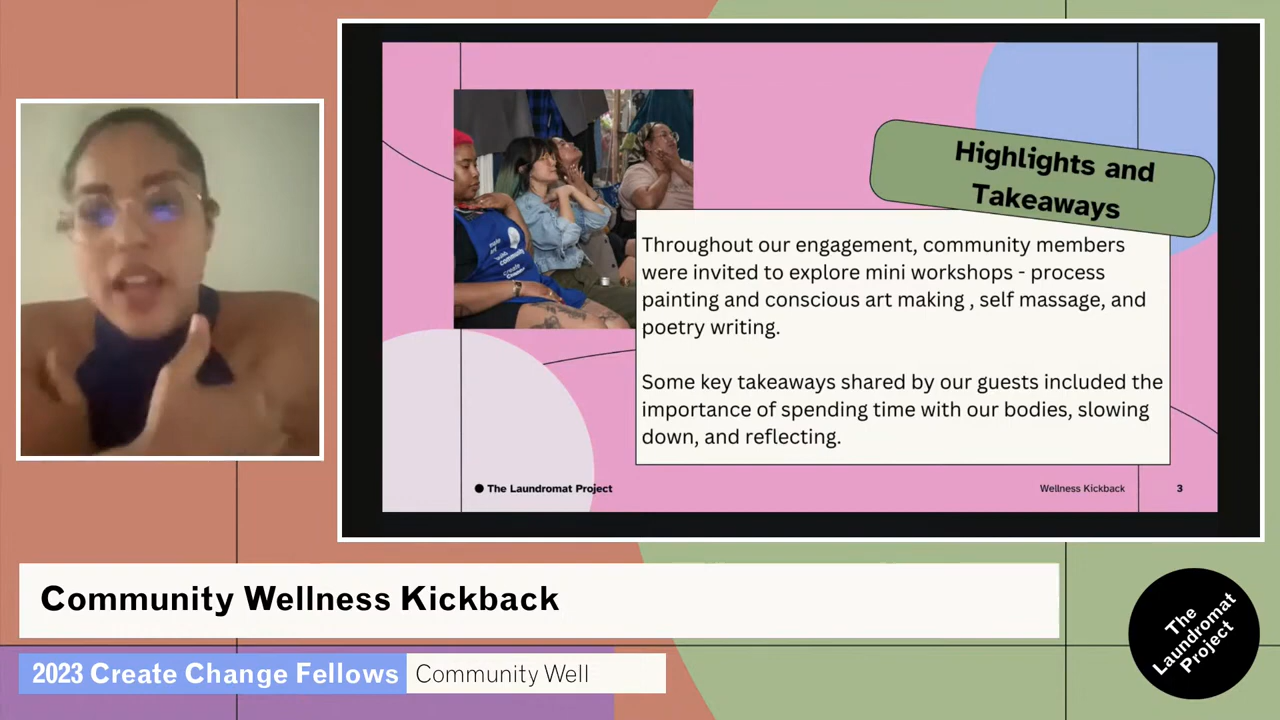 Highlights and
Takeaways
Throughout our engagement, community members
were invited to explore mini workshops - process
painting and conscious art making , self massage, and
poetry writing.
Some key takeaways shared by our guests included the
importance of spending time with our bodies, slowing
down, and reflecting.
The Laundromat Project
Wellness Kickback
3
Community Wellness Kickback
2023 Create Change Fellows
Community Well
The
Laundromat
Project